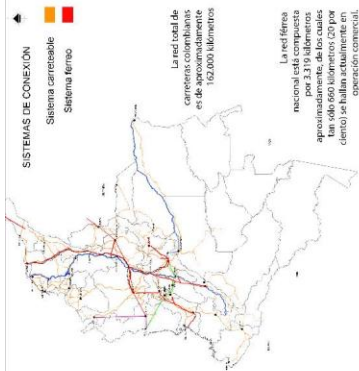 SISTEMAS DE CONEXIÓN
Sistema carreteable
Sistema ferreo
La red total de
carreteras colombianas
es de aproximadamente
162.000 kilómetros
La red férrea
nacional está compuesta
por 3.319 kilómetros
aproximadamente, de los cuales
tan sólo 660 kilómetros (20 por
ciento) se hallan actualmente en
operación comercial.